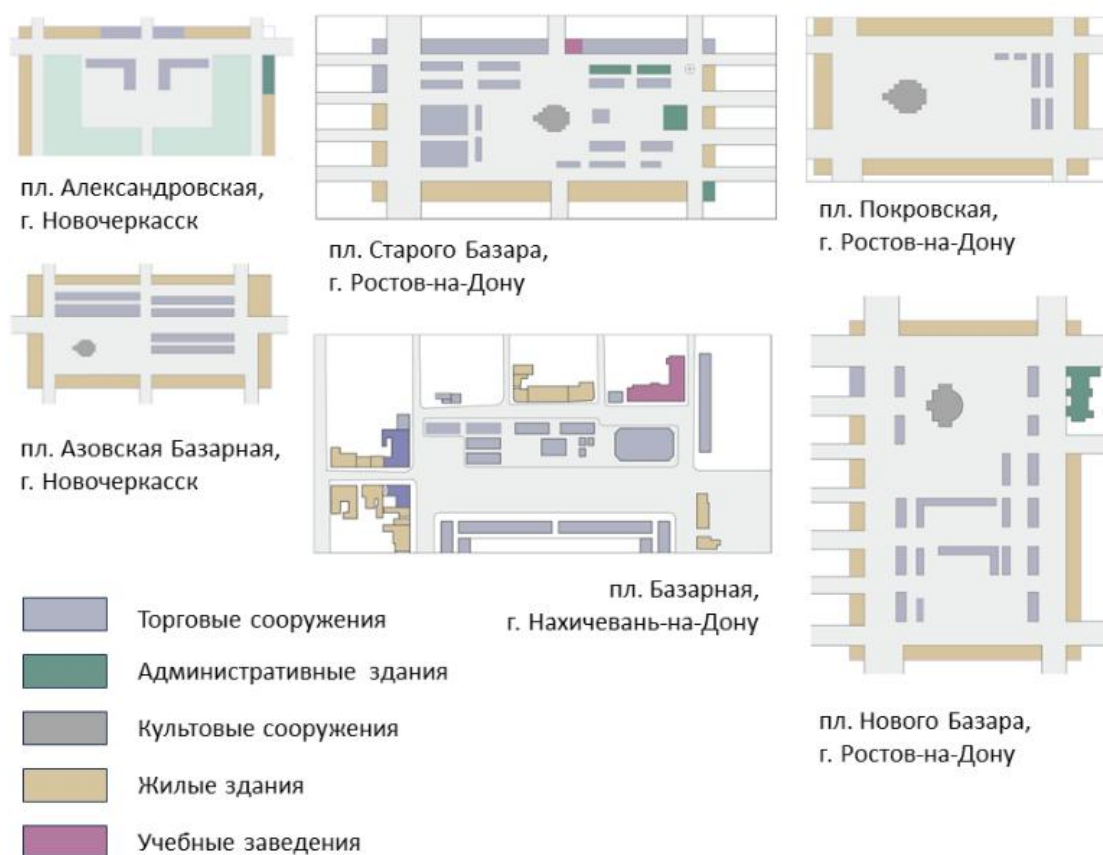 пл. Александровская,
г. Новочеркасск
пл. Старого Базара,
г. Ростов-на-Дону
пл. Покровская,
г. Ростов-на-Дону
пл. Азовская Базарная,
г. Новочеркасск
пл. Базарная,
г. Нахичевань-на-Дону
пл. Нового Базара,
г. Ростов-на-Дону
Торговые сооружения
Административные здания
Культовые сооружения
Жилые здания
Учебные заведения